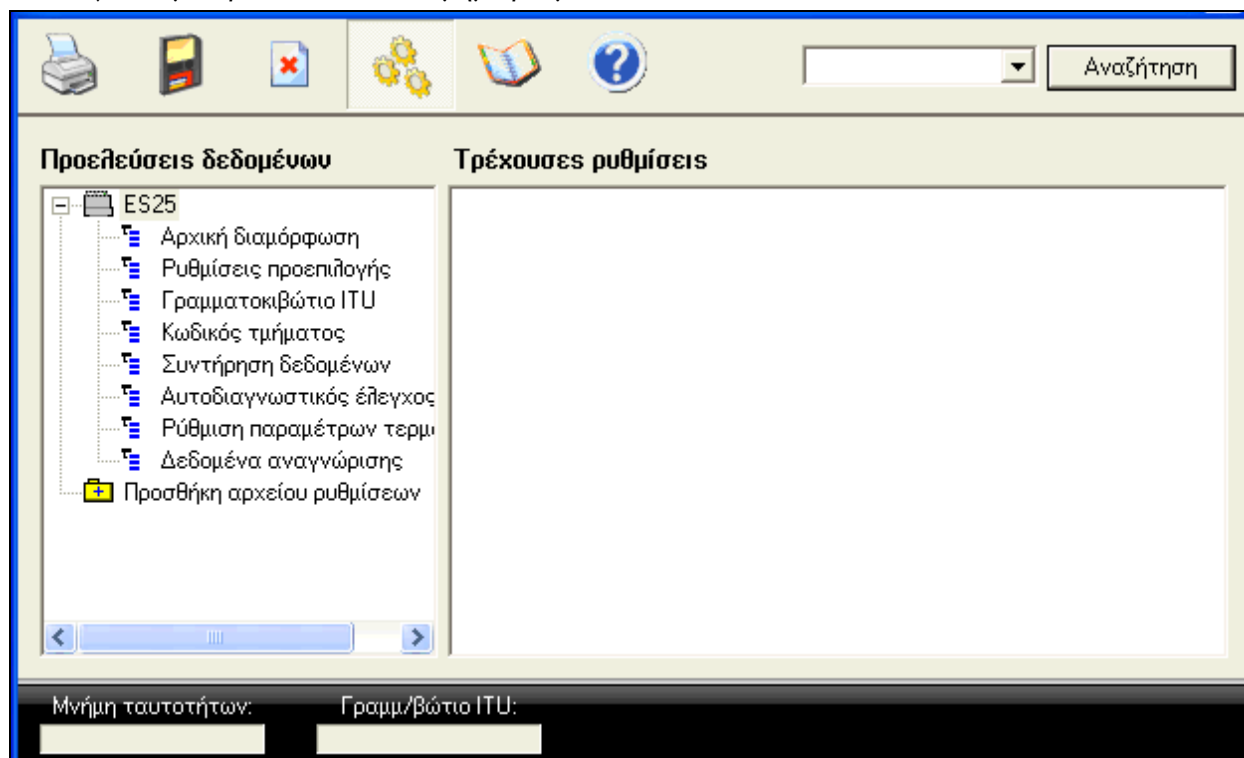 Αναζήτηση
Προελεύσεις δεδομένων
Τρέχουσες ρυθμίσεις
ES25
Αρχική διαμόρφωση
Ρυθμίσεις προεπιλογής
Γραμματοκιβώτιο ITU
Κωδικός τμήματος
Συντήρηση δεδομένων
Αυτοδιαγνωστικός έλεγχος
Ρύθμιση παραμέτρων τερμ
Δεδομένα αναγνώρισης
Προσθήκη αρχείου ρυθμίσεων
Μνήμη ταυτοτήτων: Γραμμ/βώτιο ITU: